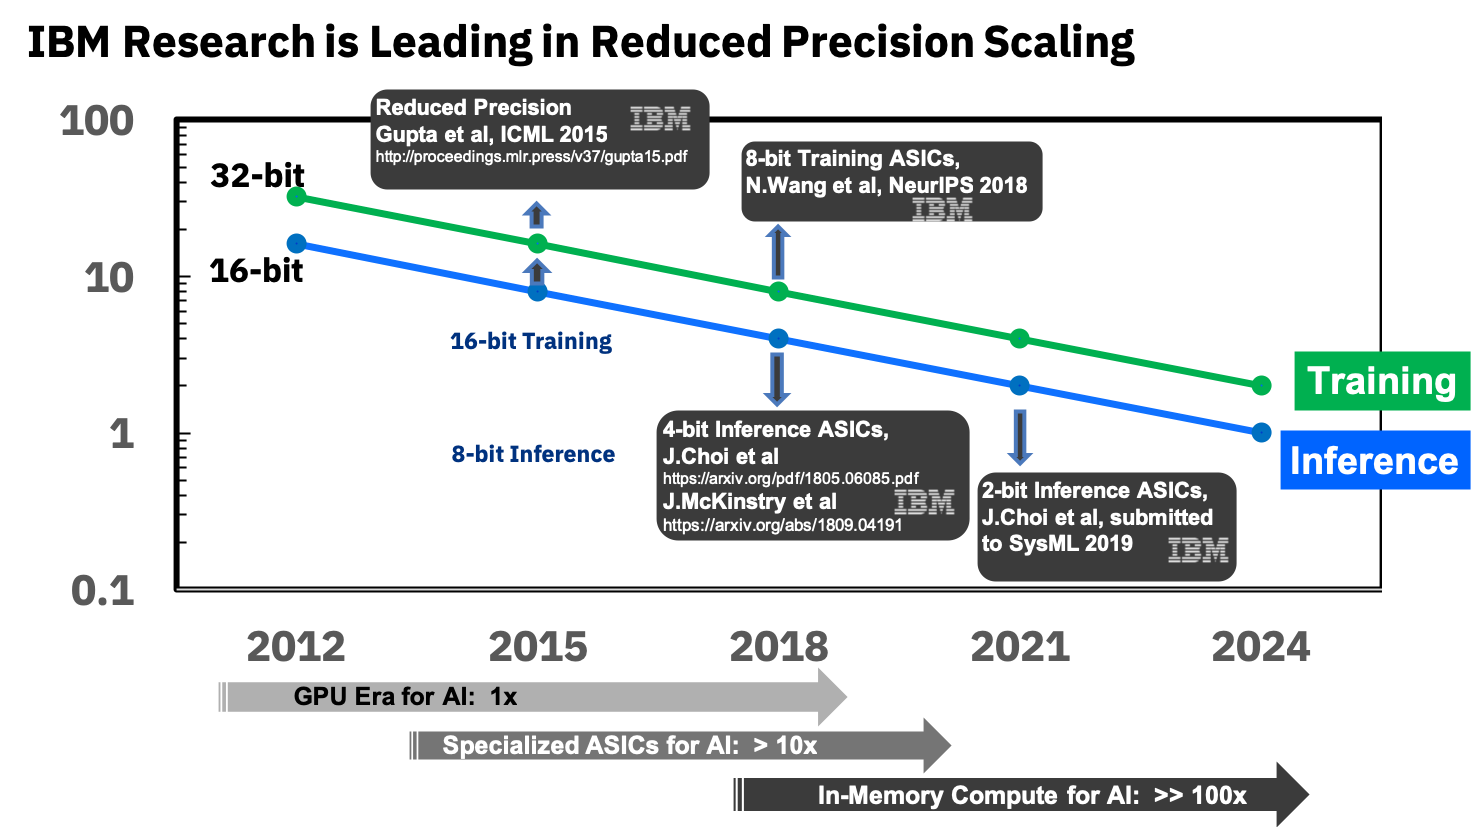 IBM Research is Leading in Reduced Precision Scaling
100
10
1
0.1
32-bit
16-bit
Reduced Precision
Gupta et al, ICML 2015
IBM
http://proceedings.mlr.press/v37/gupta15.pdf
8-bit Training ASICs,
N.Wang et al, NeurIPS 2018
IBM
16-bit Training
8-bit Inference
4-bit Inference ASICs,
J.Choi et al
https://arxiv.org/pdf/1805.06085.pdf
J.McKinstry et al
IBM
https://arxiv.org/abs/1809.04191
2-bit Inference ASICs,
J.Choi et al, submitted
to SysML 2019
IBM
Training
Inference
2012
2015
2018
2021
2024
GPU Era for AI: 1x
Specialized ASICs for AI: > 10x
In-Memory Compute for AI: >> 100x